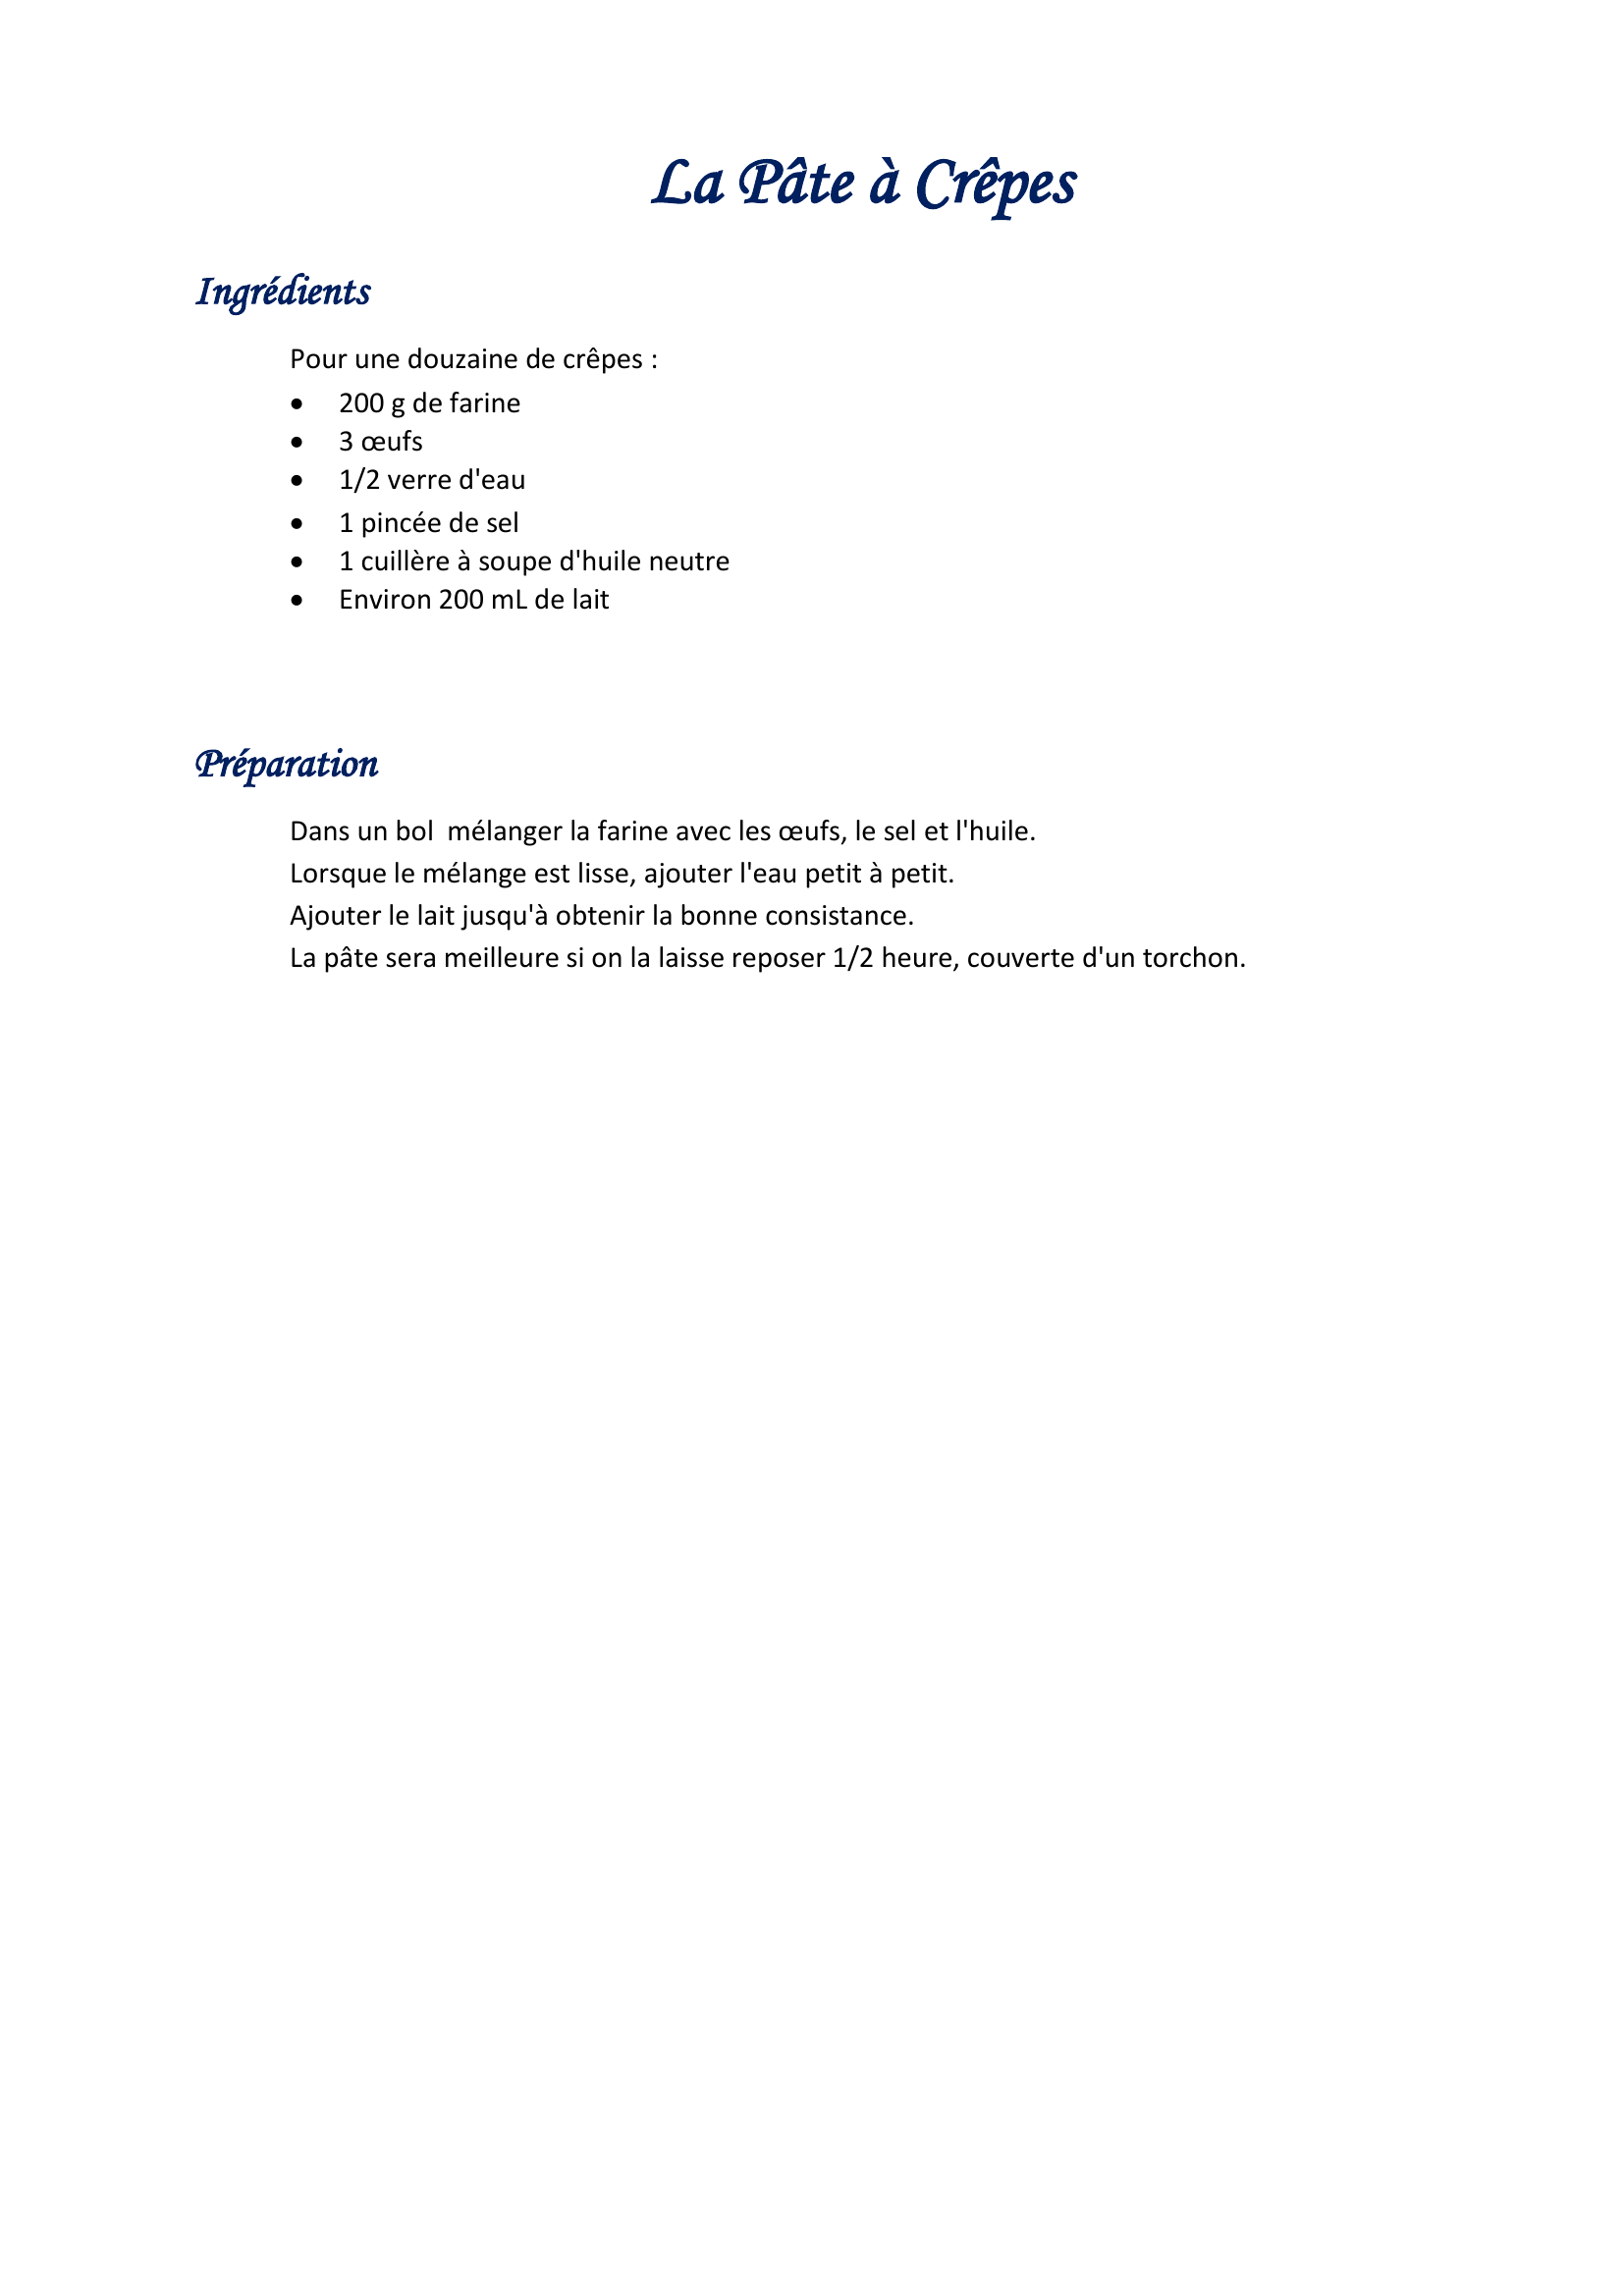 La Pâte à Crêpes
Ingrédients
Pour une douzaine de crêpes :
• 200 g de farine
• 3 œufs
• 1/2 verre d'eau
• 1 pincée de sel
• 1 cuillère à soupe d'huile neutre
• Environ 200 mL de lait
Préparation
Dans un bol  mélanger la farine avec les œufs, le sel et l'huile.
Lorsque le mélange est lisse, ajouter l'eau petit à petit.
Ajouter le lait jusqu'à obtenir la bonne consistance.
La pâte sera meilleure si on la laisse reposer 1/2 heure, couverte d'un torchon.